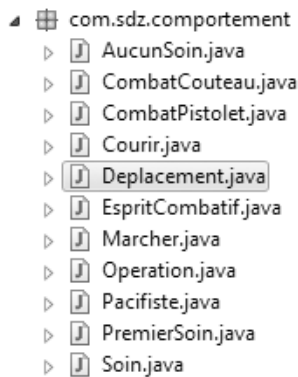 com.sdz.comportement
AucunSoin.java
CombatCouteau.java
CombatPistolet.java
Courir.java
Deplacement.java
EspritCombatif.java
Marcher.java
Operation.java
Pacifiste.java
PremierSoin.java
Soin.java